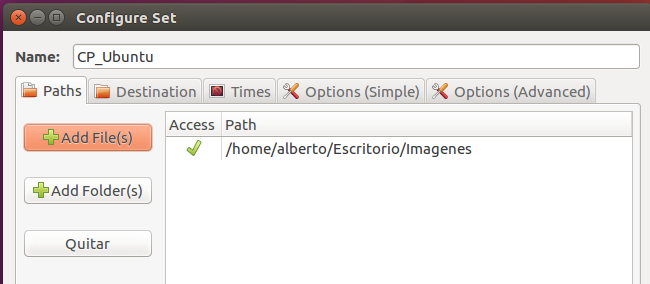 Configure Set
Name: CP_Ubuntu
Paths Destination Times Options (Simple) Options (Advanced)
Add File(s)
Access Path
/home/alberto/Escritorio/Imagenes
Add Folder(s)
Quitar